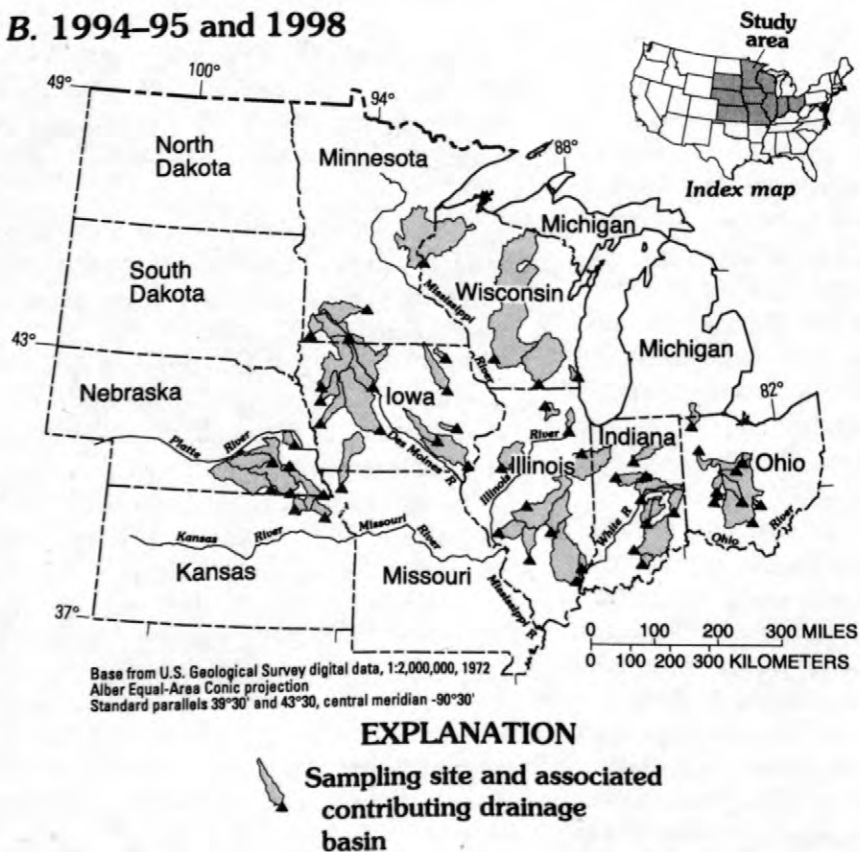 B. 1994–95 and 1998
Study
area
Index map
49°
100°
94°
88°
North
Dakota
Minnesota
Michigan
South
Dakota
Wisconsin
Mississippi
River
43°
Michigan
82°
Nebraska
Iowa
Platte
River
Des Moines R
River
Illinois
Illinois
Indiana
Ohio
White R
Kansas
River
Missouri
River
Ohio
River
Kansas
Missouri
Mississippi R
37°
0 100 200 300 MILES
0 100 200 300 KILOMETERS
Base from U.S. Geological Survey digital data, 1:2,000,000, 1972
Alber Equal-Area Conic projection
Standard parallels 39°30' and 43°30, central meridian -90°30'
EXPLANATION
Sampling site and associated
contributing drainage
basin